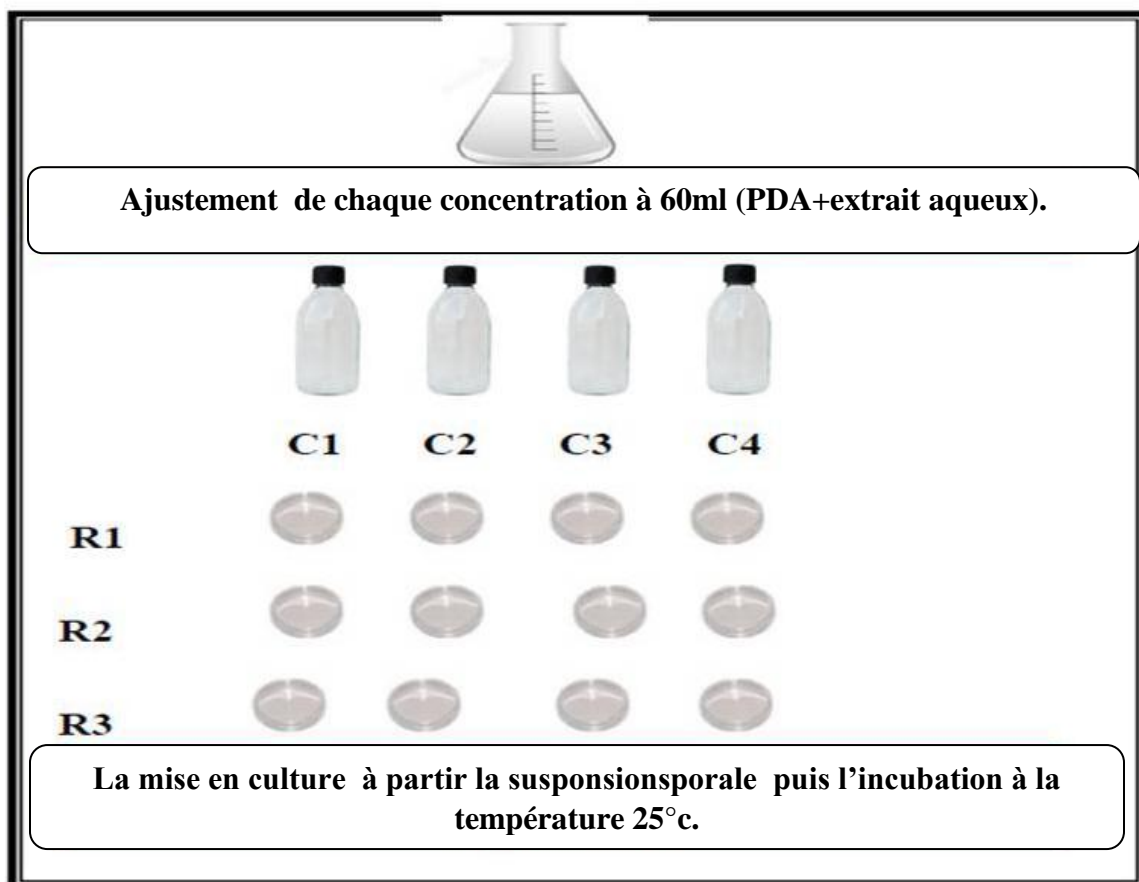 Ajustement de chaque concentration à 60ml (PDA+extrait aqueux).
C1 C2 C3 C4
R1
R2
R3
La mise en culture à partir la susponsionsporale puis l’incubation à la
température 25°c.